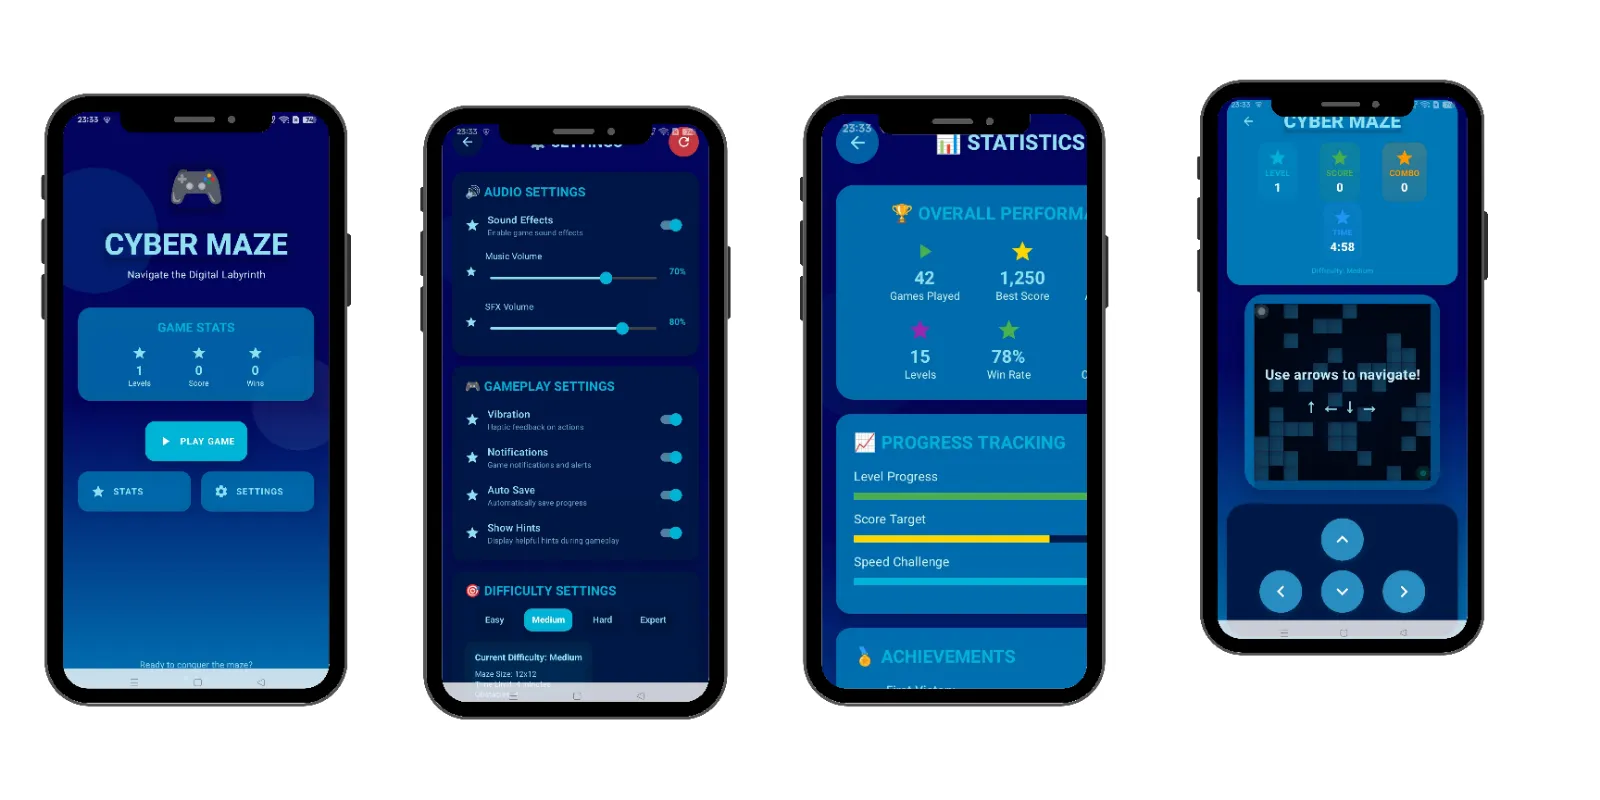 23:33
CYBER MAZE
Navigate the Digital Labyrinth
GAME STATS
1
0
0
Levels
Score
Wins
PLAY GAME
STATS
SETTINGS
Ready to conquer the maze?
23:33
SETTINGS
AUDIO SETTINGS
Sound Effects
Enable game sound effects
Music Volume
70%
SFX Volume
80%
GAMEPLAY SETTINGS
Vibration
Haptic feedback on actions
Notifications
Game notifications and alerts
Auto Save
Automatically save progress
Show Hints
Display helpful hints during gameplay
DIFFICULTY SETTINGS
Easy
Medium
Hard
Expert
Current Difficulty: Medium
Maze Size: 12x12
23:33
STATISTICS
OVERALL PERFORMA
42
1,250
Games Played
Best Score
15
78%
Levels
Win Rate
PROGRESS TRACKING
Level Progress
Score Target
Speed Challenge
ACHIEVEMENTS
First Victory
23:33
CYBER MAZE
LEVEL
SCORE
COMBO
1
0
0
TIME
4:58
Difficulty: Medium
Use arrows to navigate!
↑ ← ↓ →